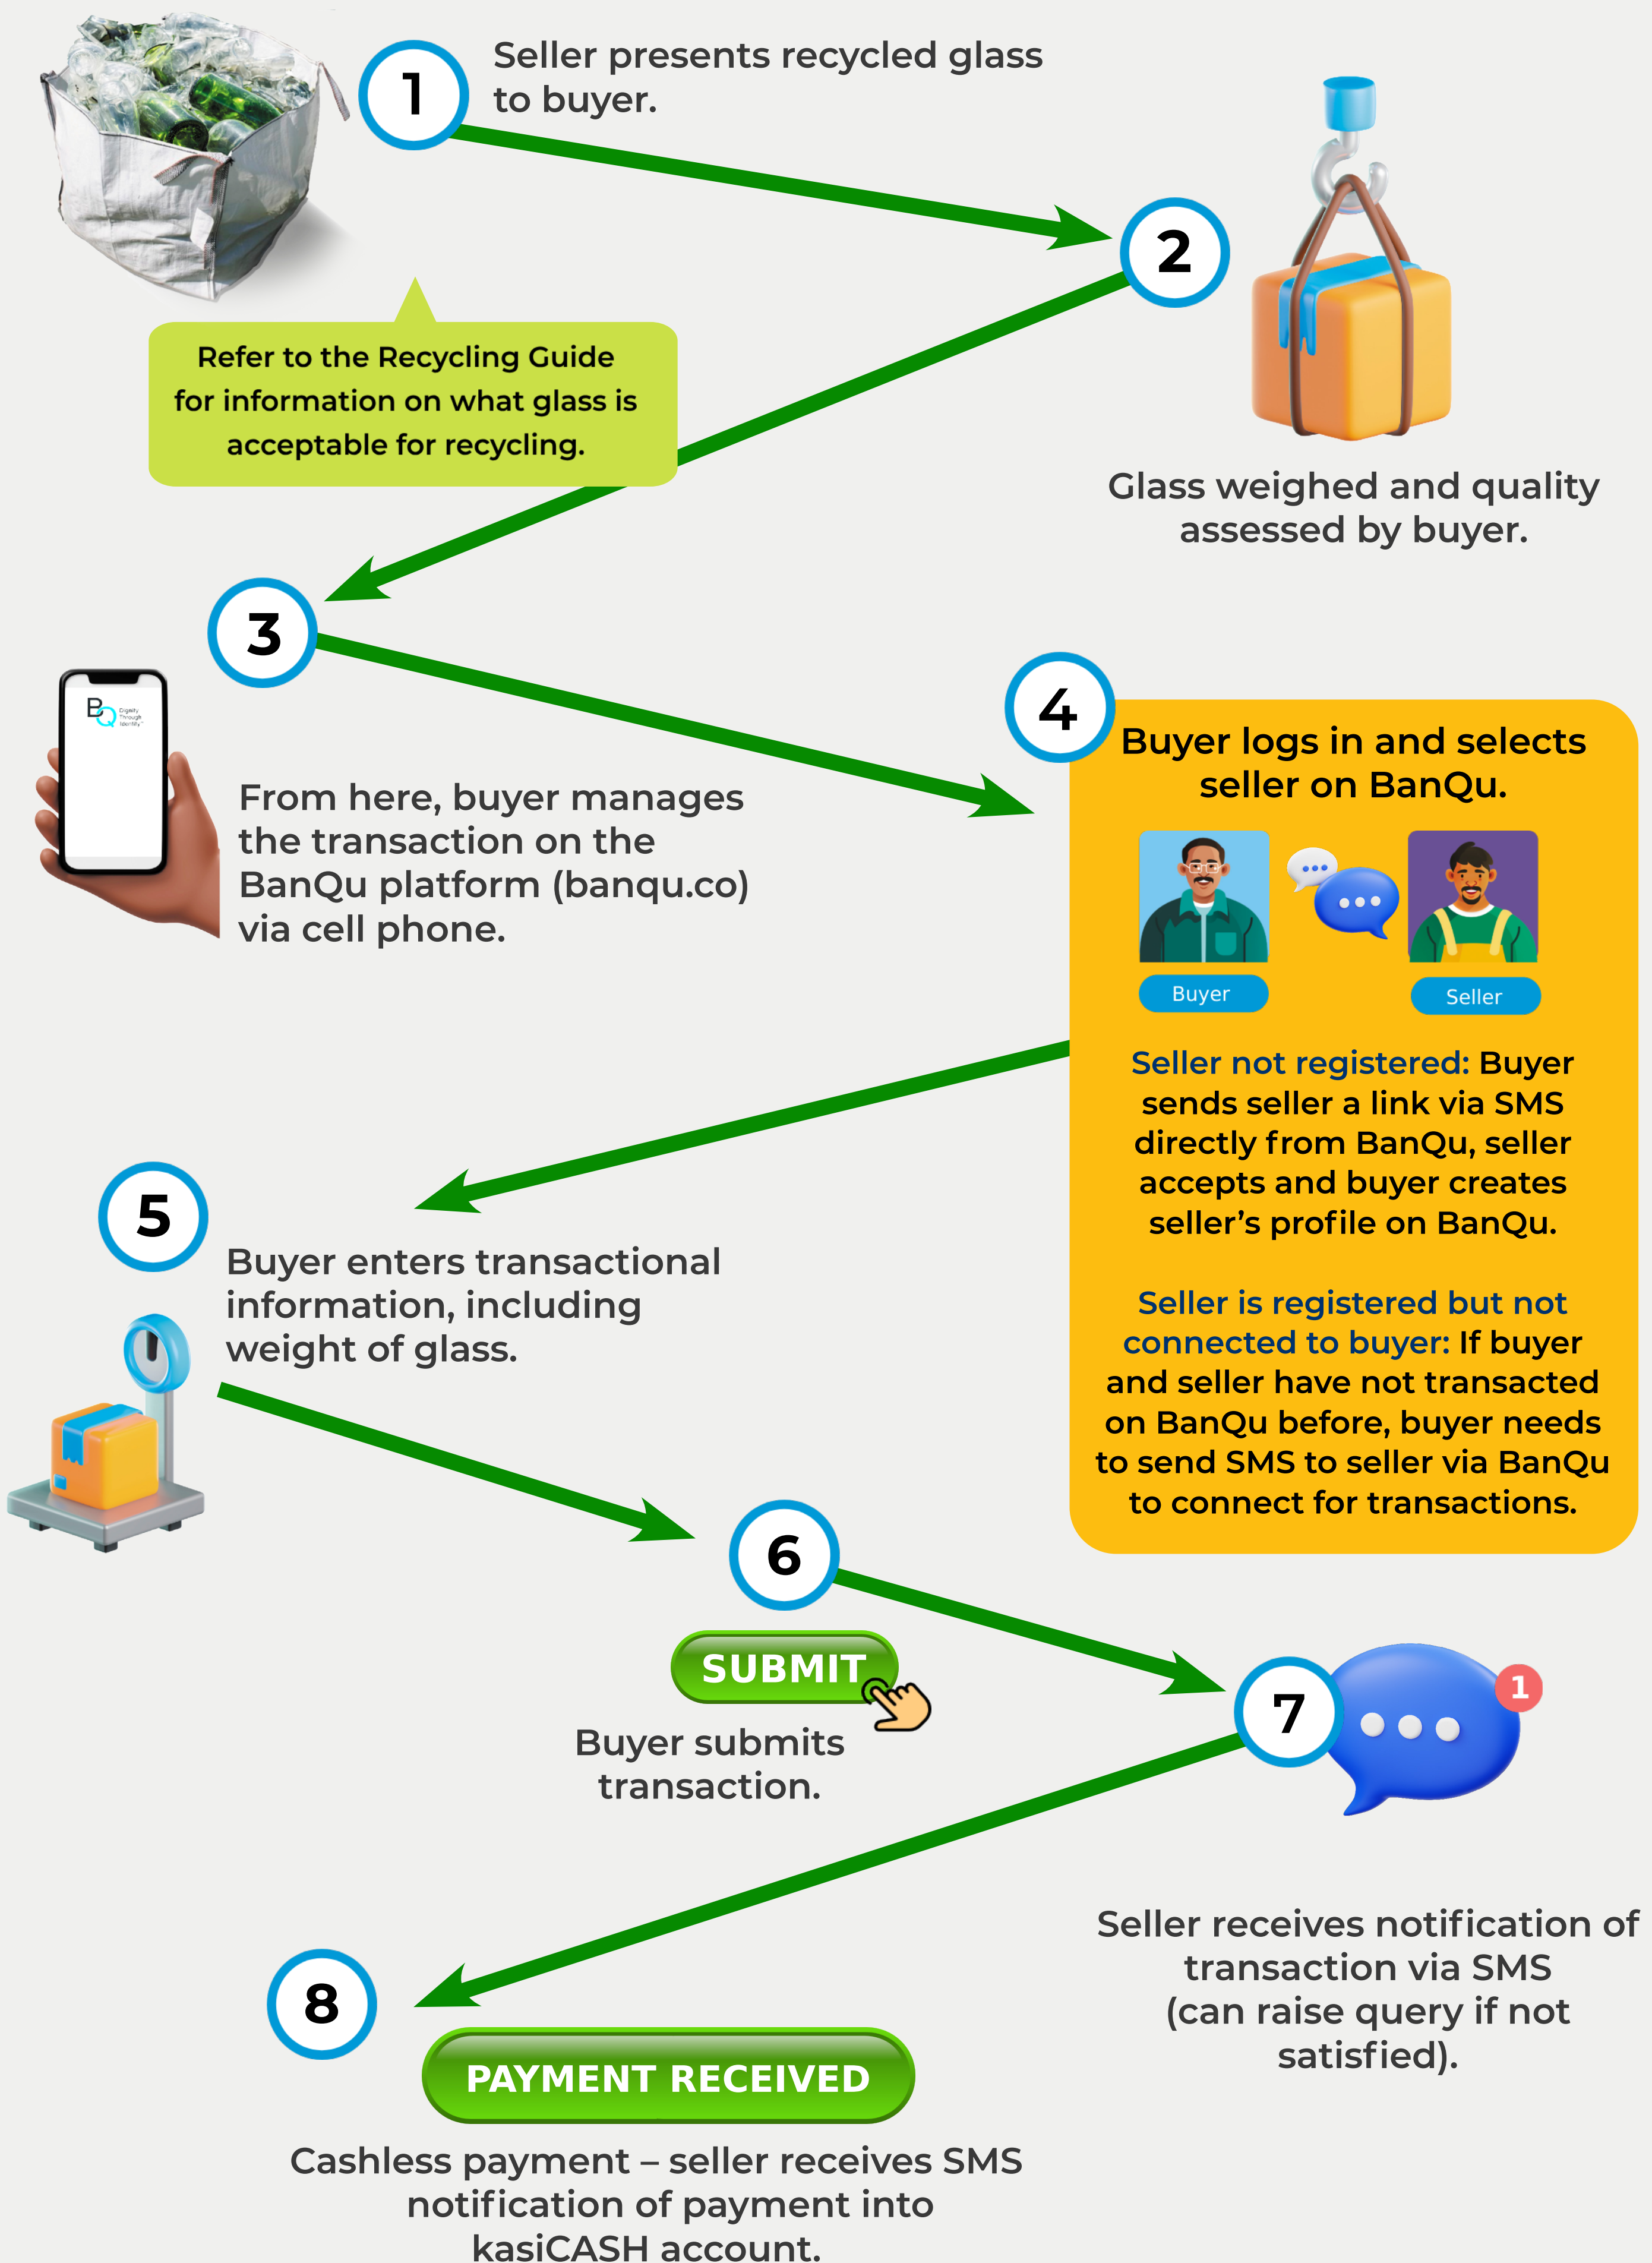 1
Seller presents recycled glass
to buyer.
2
Refer to the Recycling Guide
for information on what glass is
acceptable for recycling.
Glass weighed and quality
assessed by buyer.
3
BQ Dignity
Through
Identity™
From here, buyer manages
the transaction on the
BanQu platform (banqu.co)
via cell phone.
4
Buyer logs in and selects
seller on BanQu.
Buyer
Seller
Seller not registered: Buyer
sends seller a link via SMS
directly from BanQu, seller
accepts and buyer creates
seller’s profile on BanQu.
Seller is registered but not
connected to buyer: If buyer
and seller have not transacted
on BanQu before, buyer needs
to send SMS to seller via BanQu
to connect for transactions.
5
Buyer enters transactional
information, including
weight of glass.
6
SUBMIT
Buyer submits
transaction.
7
1
Seller receives notification of
transaction via SMS
(can raise query if not
satisfied).
8
PAYMENT RECEIVED
Cashless payment – seller receives SMS
notification of payment into
kasiCASH account.